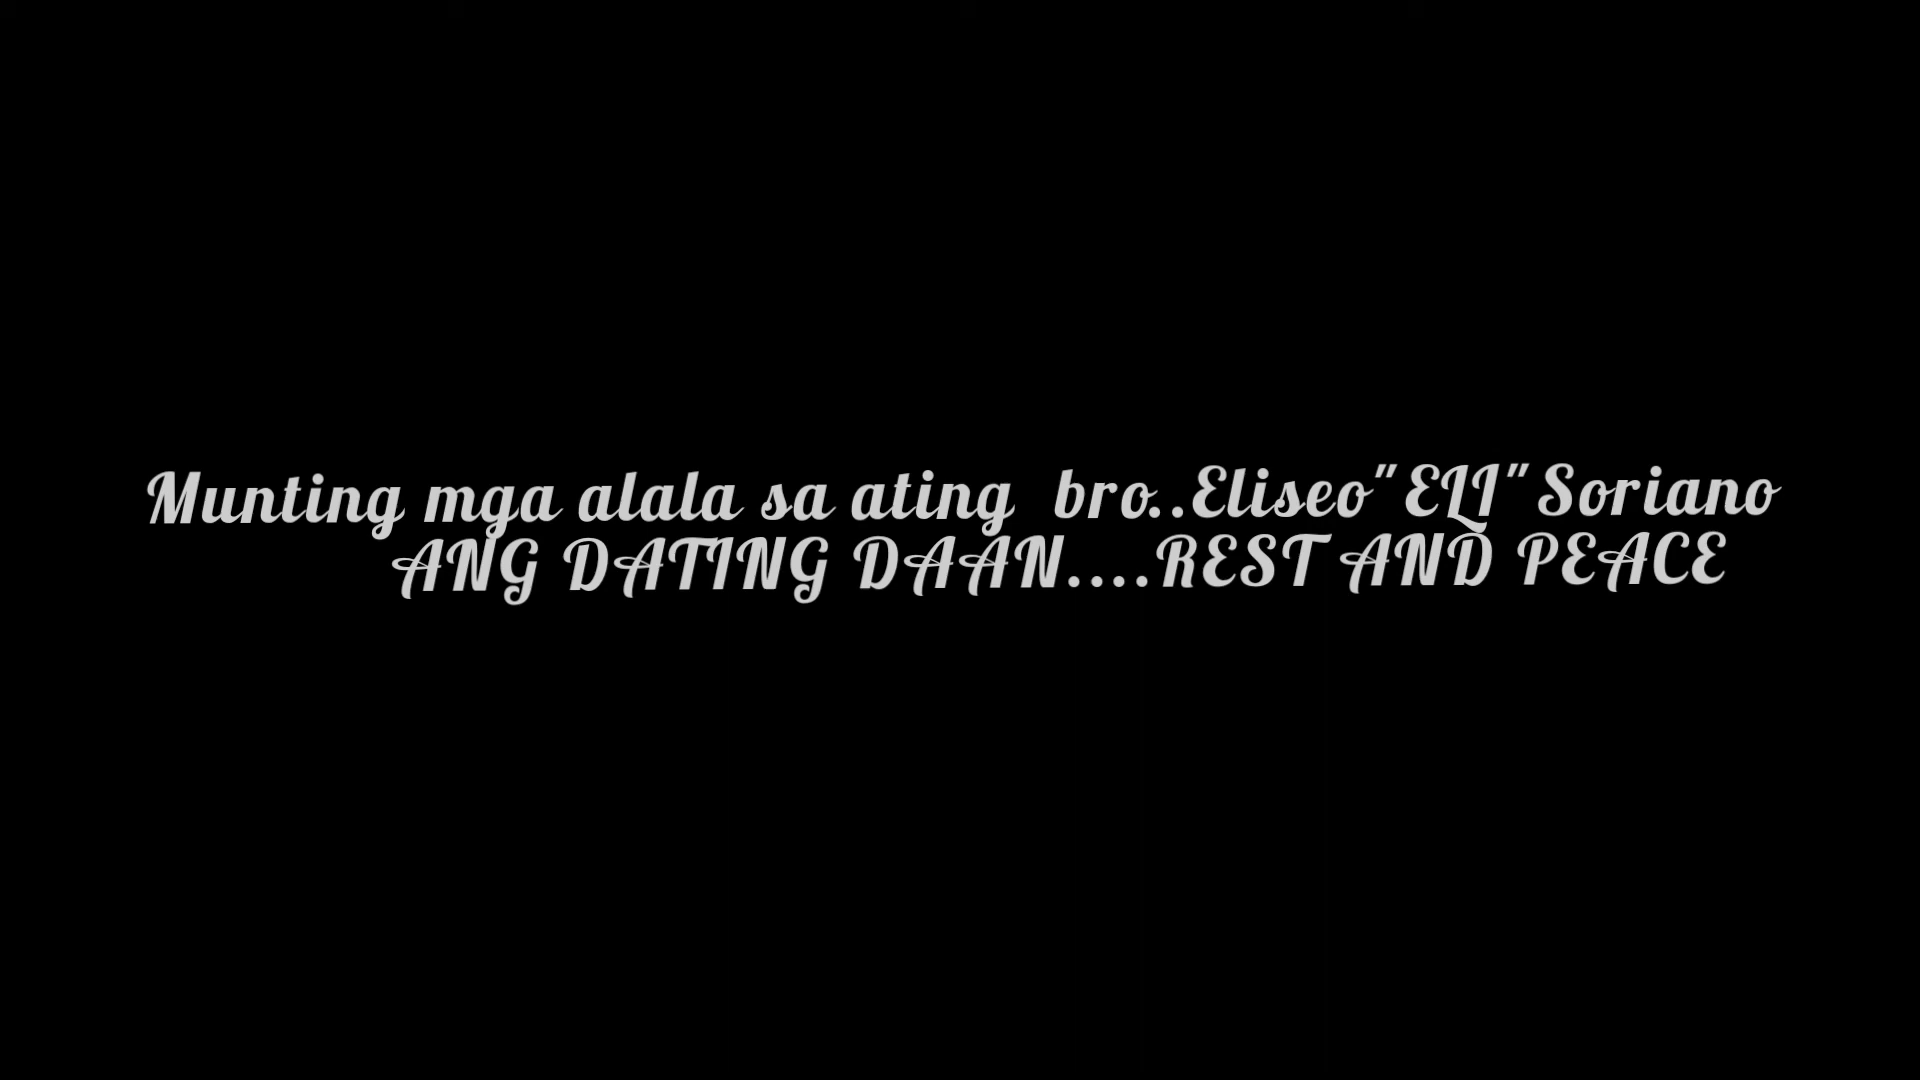 Munting mga alala sa ating bro..Eliseo"ELI"Soriano
ANG DATING DAAN....REST AND PEACE